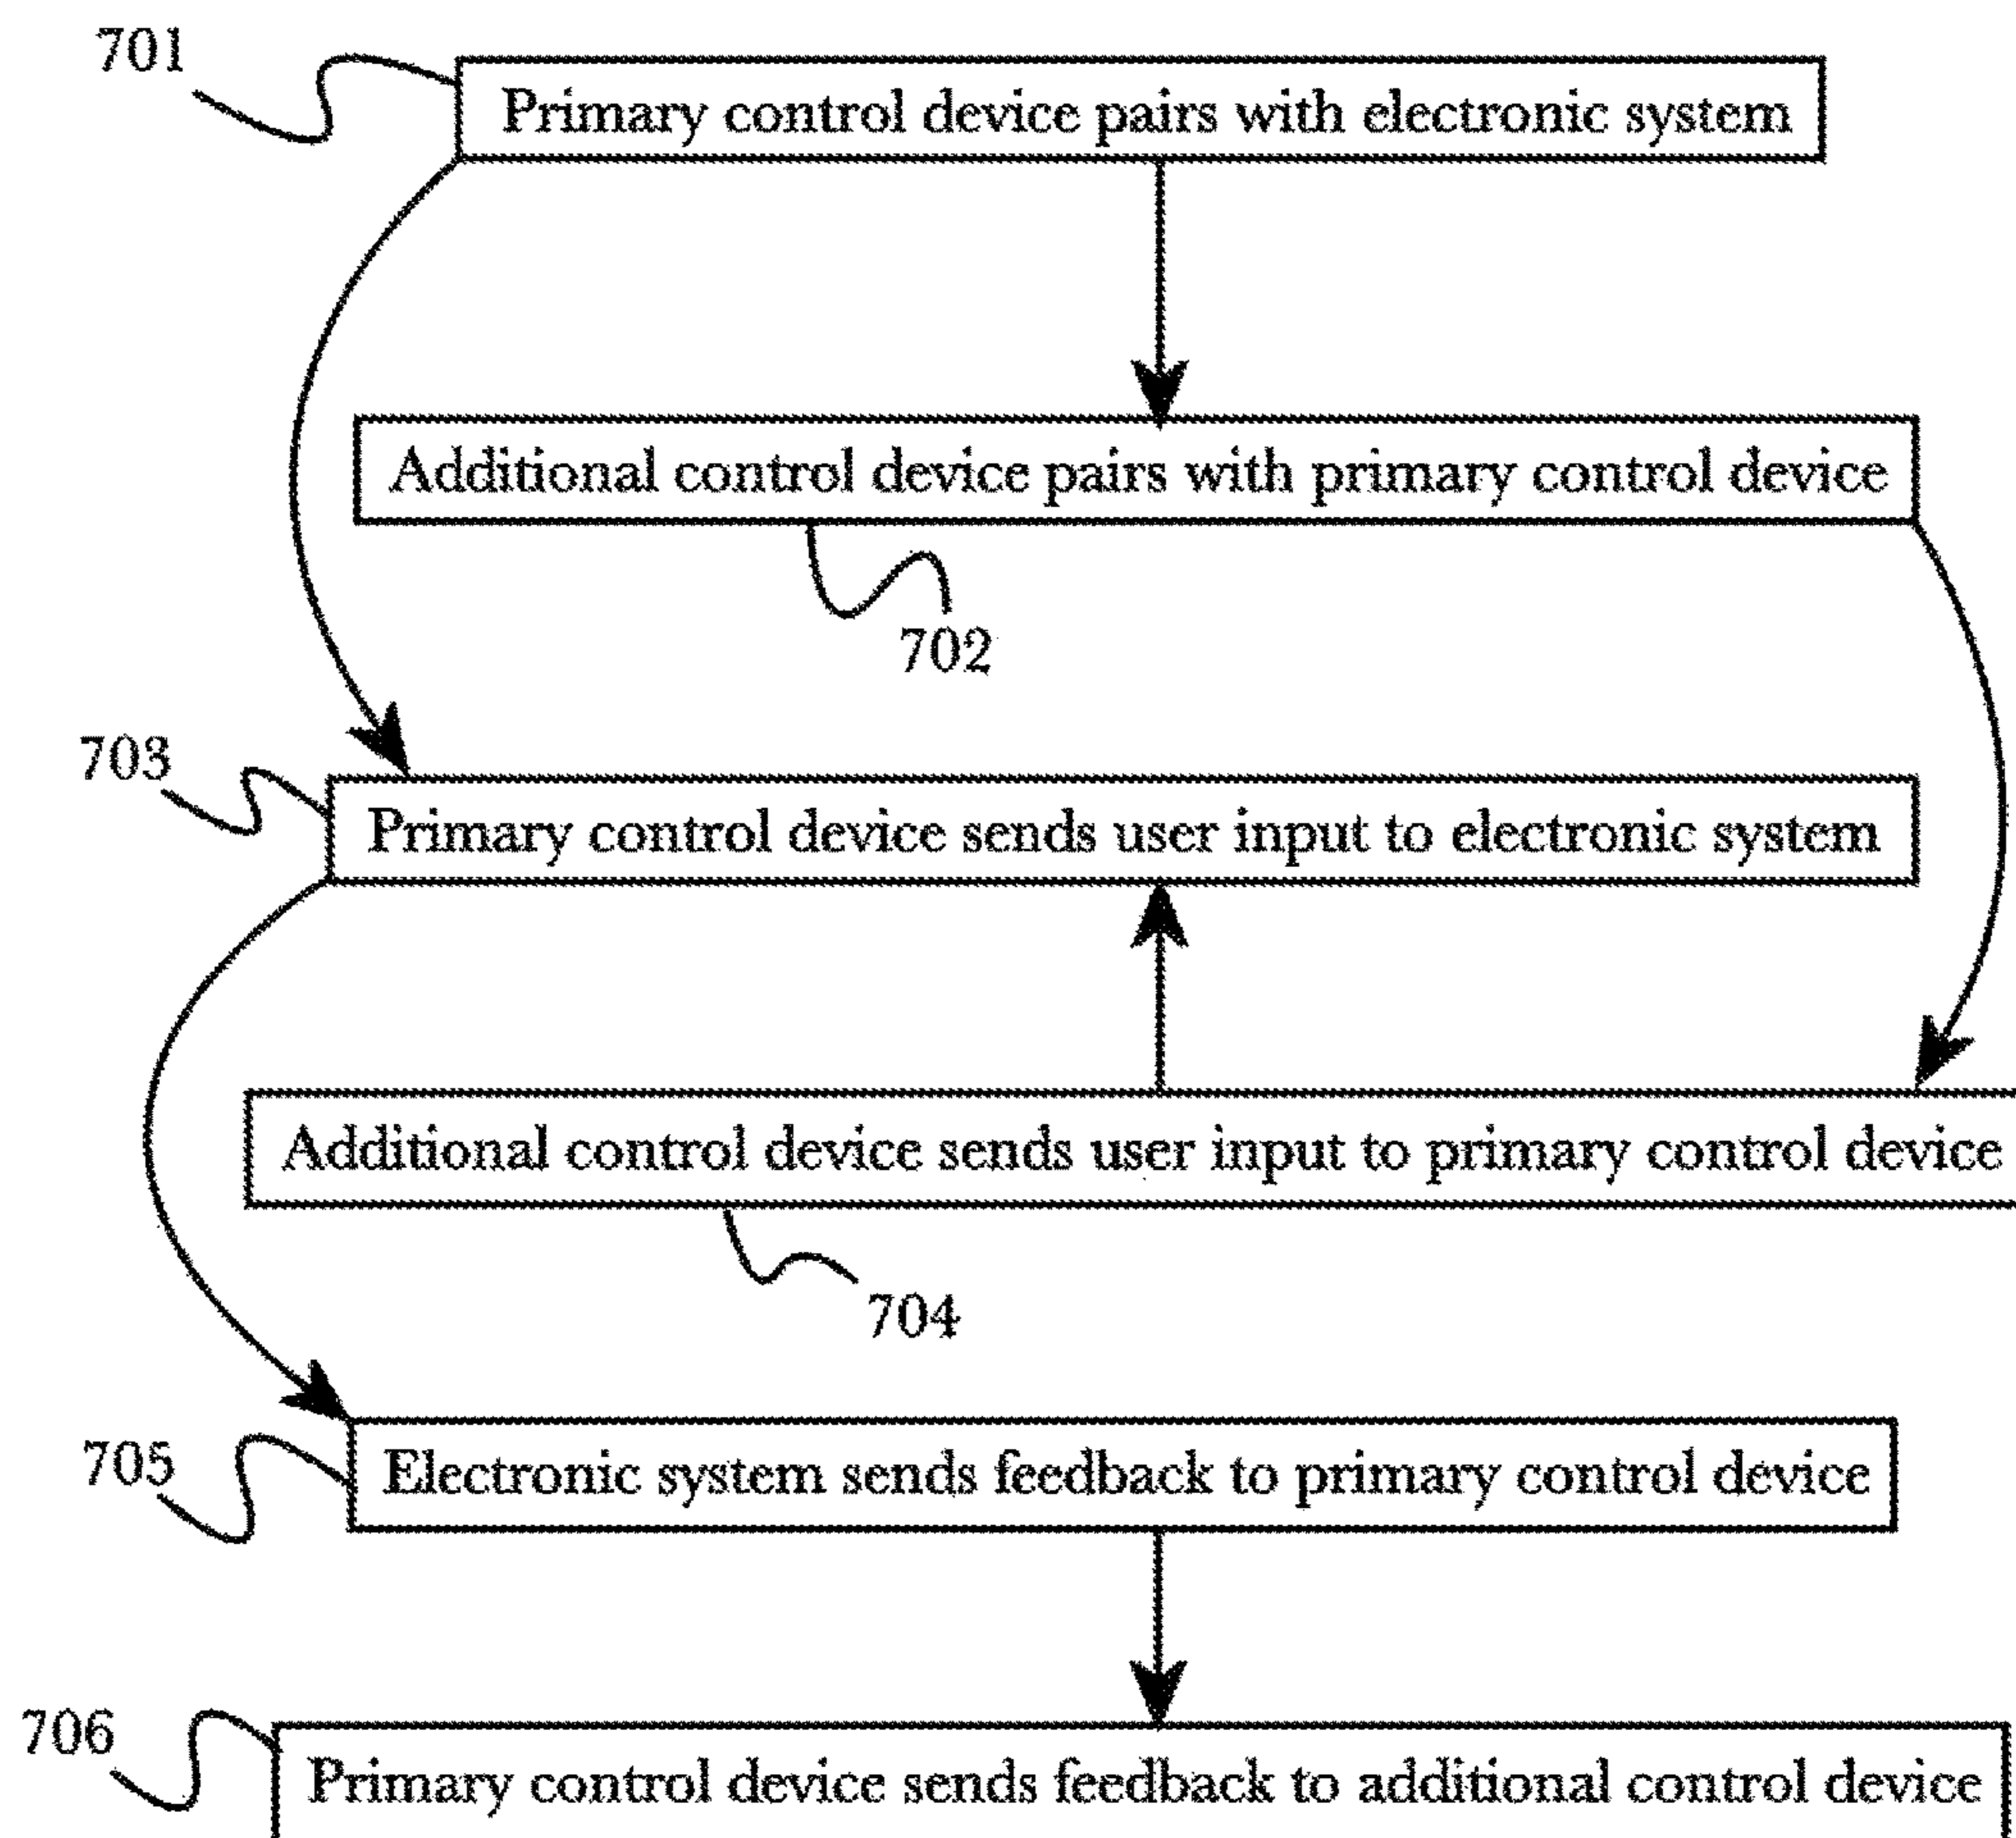 701
Primary control device pairs with electronic system
Additional control device pairs with primary control device
702
703
Primary control device sends user input to electronic system
Additional control device sends user input to primary control device
704
Electronic system sends feedback to primary control device
705
706
Primary control device sends feedback to additional control device